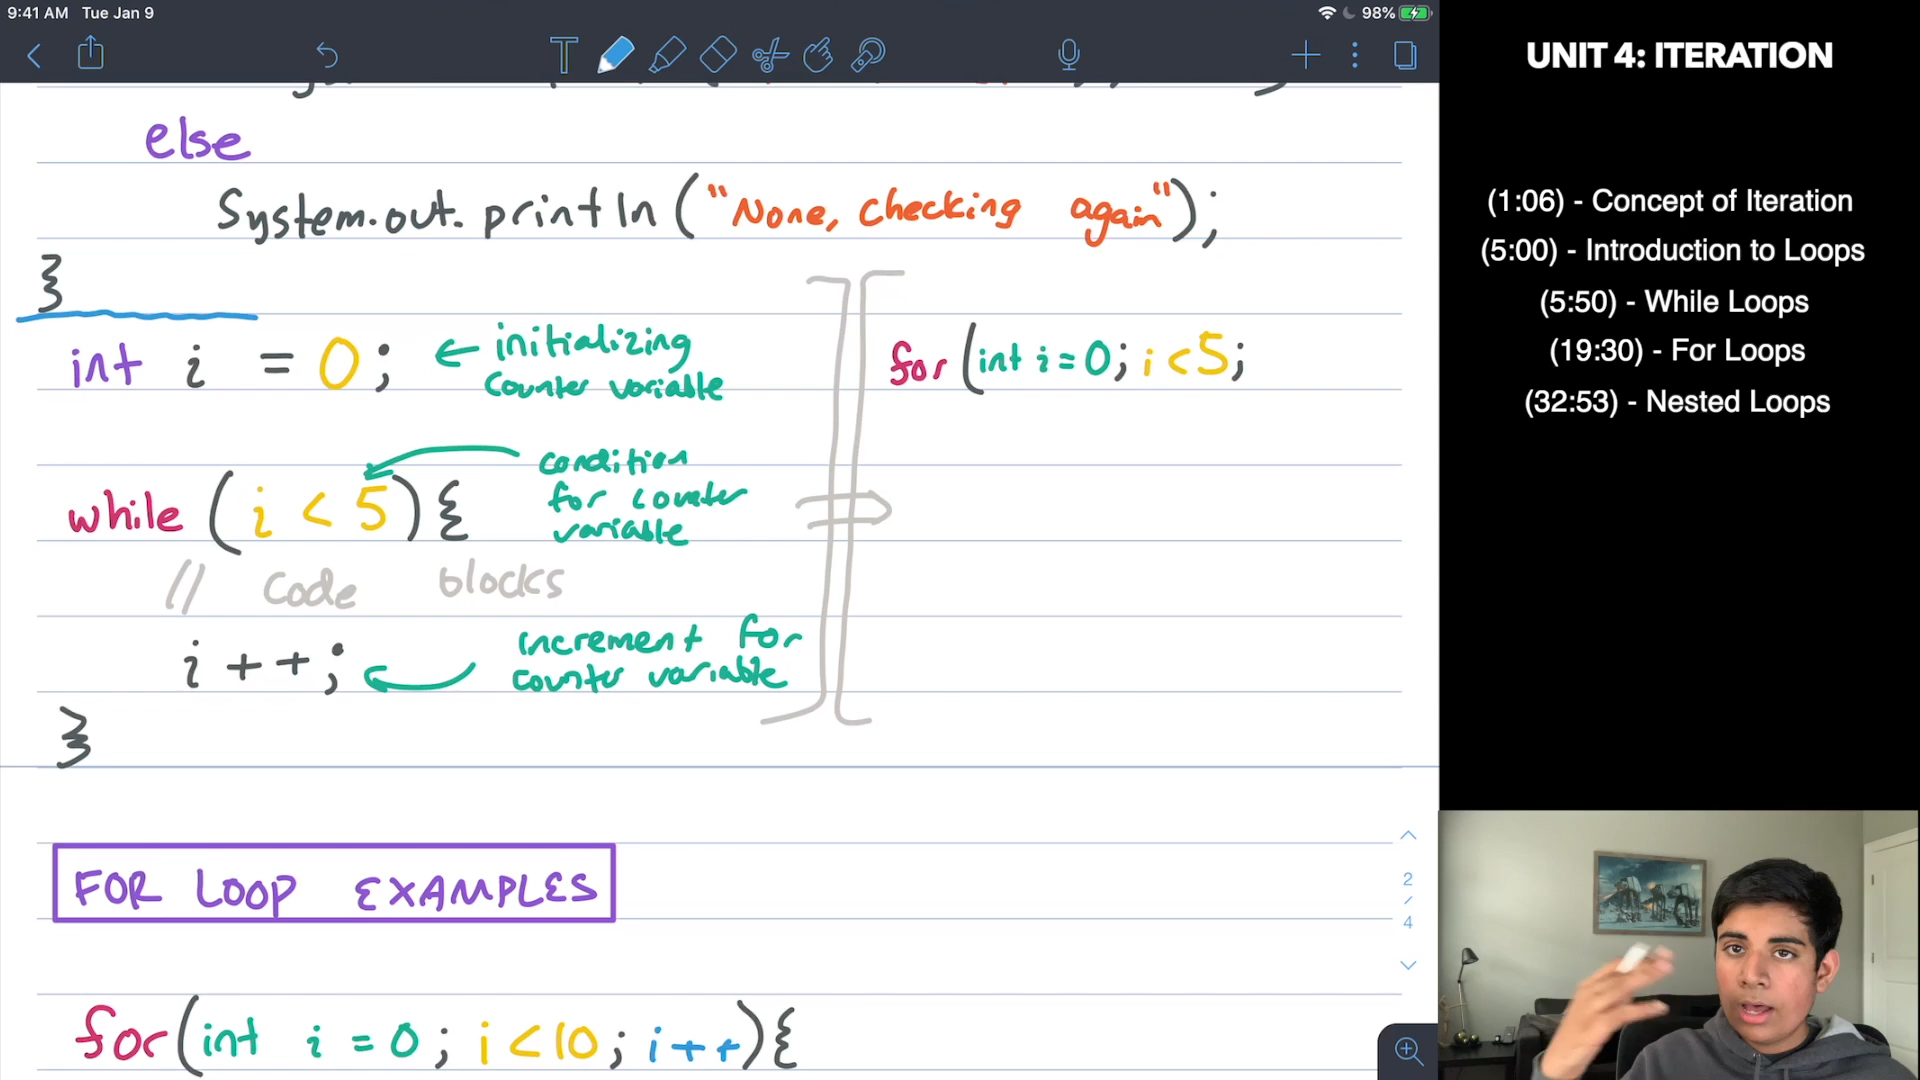 9:41 AM Tue Jan 9
98%
UNIT 4: ITERATION
(1:06) - Concept of Iteration
(5:00) - Introduction to Loops
(5:50) - While Loops
(19:30) - For Loops
(32:53) - Nested Loops
else
System.out.println("None, checking again");
}
int i = 0;
← initializing
counter variable
while (i < 5){
condition
for counter
variable
// code blocks
i++;
increment for
counter variable
}
for (int i = 0; i < 5;
FOR LOOP EXAMPLES
for(int i = 0; i < 10; i++){
2
/
4